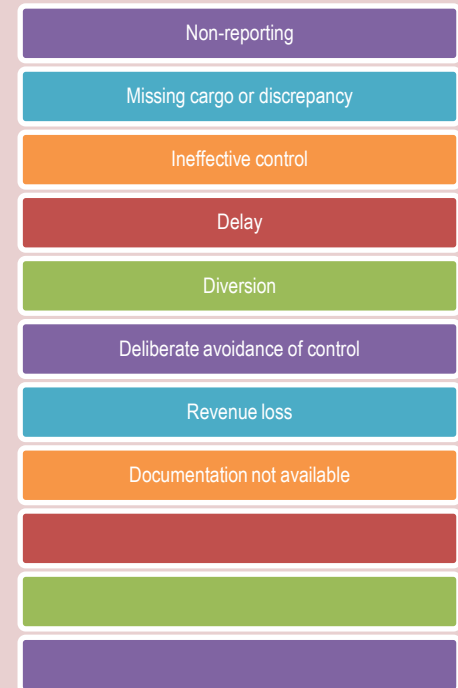 Non-reporting
Missing cargo or discrepancy
Ineffective control
Delay
Diversion
Deliberate avoidance of control
Revenue loss
Documentation not available